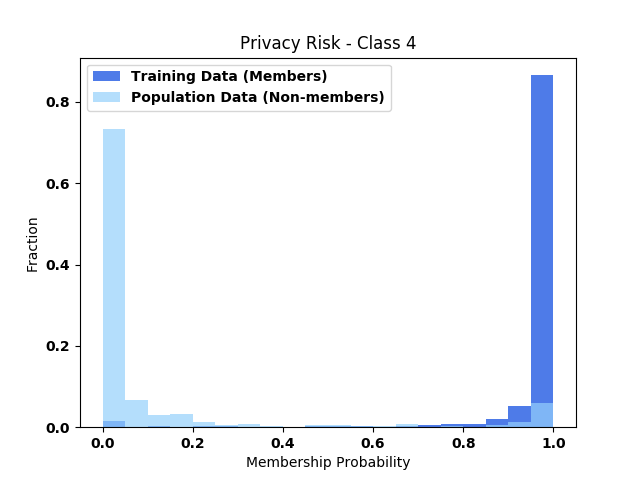 Privacy Risk - Class 4
Training Data (Members)
Population Data (Non-members)
Fraction
0.8
0.6
0.4
0.2
0.0
0.0 0.2 0.4 0.6 0.8 1.0
Membership Probability